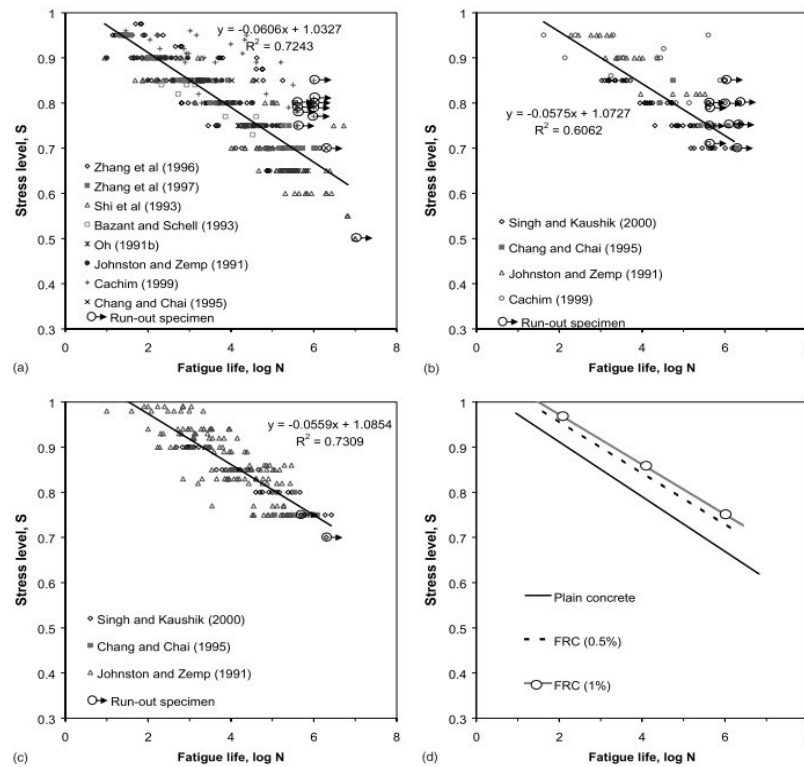 y = -0.0606x + 1.0327
R² = 0.7243
Stress level, S
1
0.9
0.8
0.7
0.6
0.5
0.4
0.3
Zhang et al (1996)
Zhang et al (1997)
Shi et al (1993)
Bazant and Schell (1993)
Oh (1991b)
Johnston and Zemp (1991)
Cachim (1999)
Chang and Chai (1995)
Run-out specimen
0 2 4 6 8
(a) Fatigue life, log N
y = -0.0575x + 1.0727
R² = 0.6062
Stress level, S
1
0.9
0.8
0.7
0.6
0.5
0.4
0.3
Singh and Kaushik (2000)
Chang and Chai (1995)
Johnston and Zemp (1991)
Cachim (1999)
Run-out specimen
0 2 4 6 8
(b) Fatigue life, log N
y = -0.0559x + 1.0854
R² = 0.7309
Stress level, S
1
0.9
0.8
0.7
0.6
0.5
0.4
0.3
Singh and Kaushik (2000)
Chang and Chai (1995)
Johnston and Zemp (1991)
Run-out specimen
0 2 4 6 8
(c) Fatigue life, log N
Stress level, S
1
0.9
0.8
0.7
0.6
0.5
0.4
0.3
Plain concrete
FRC (0.5%)
FRC (1%)
0 2 4 6 8
(d) Fatigue life, log N